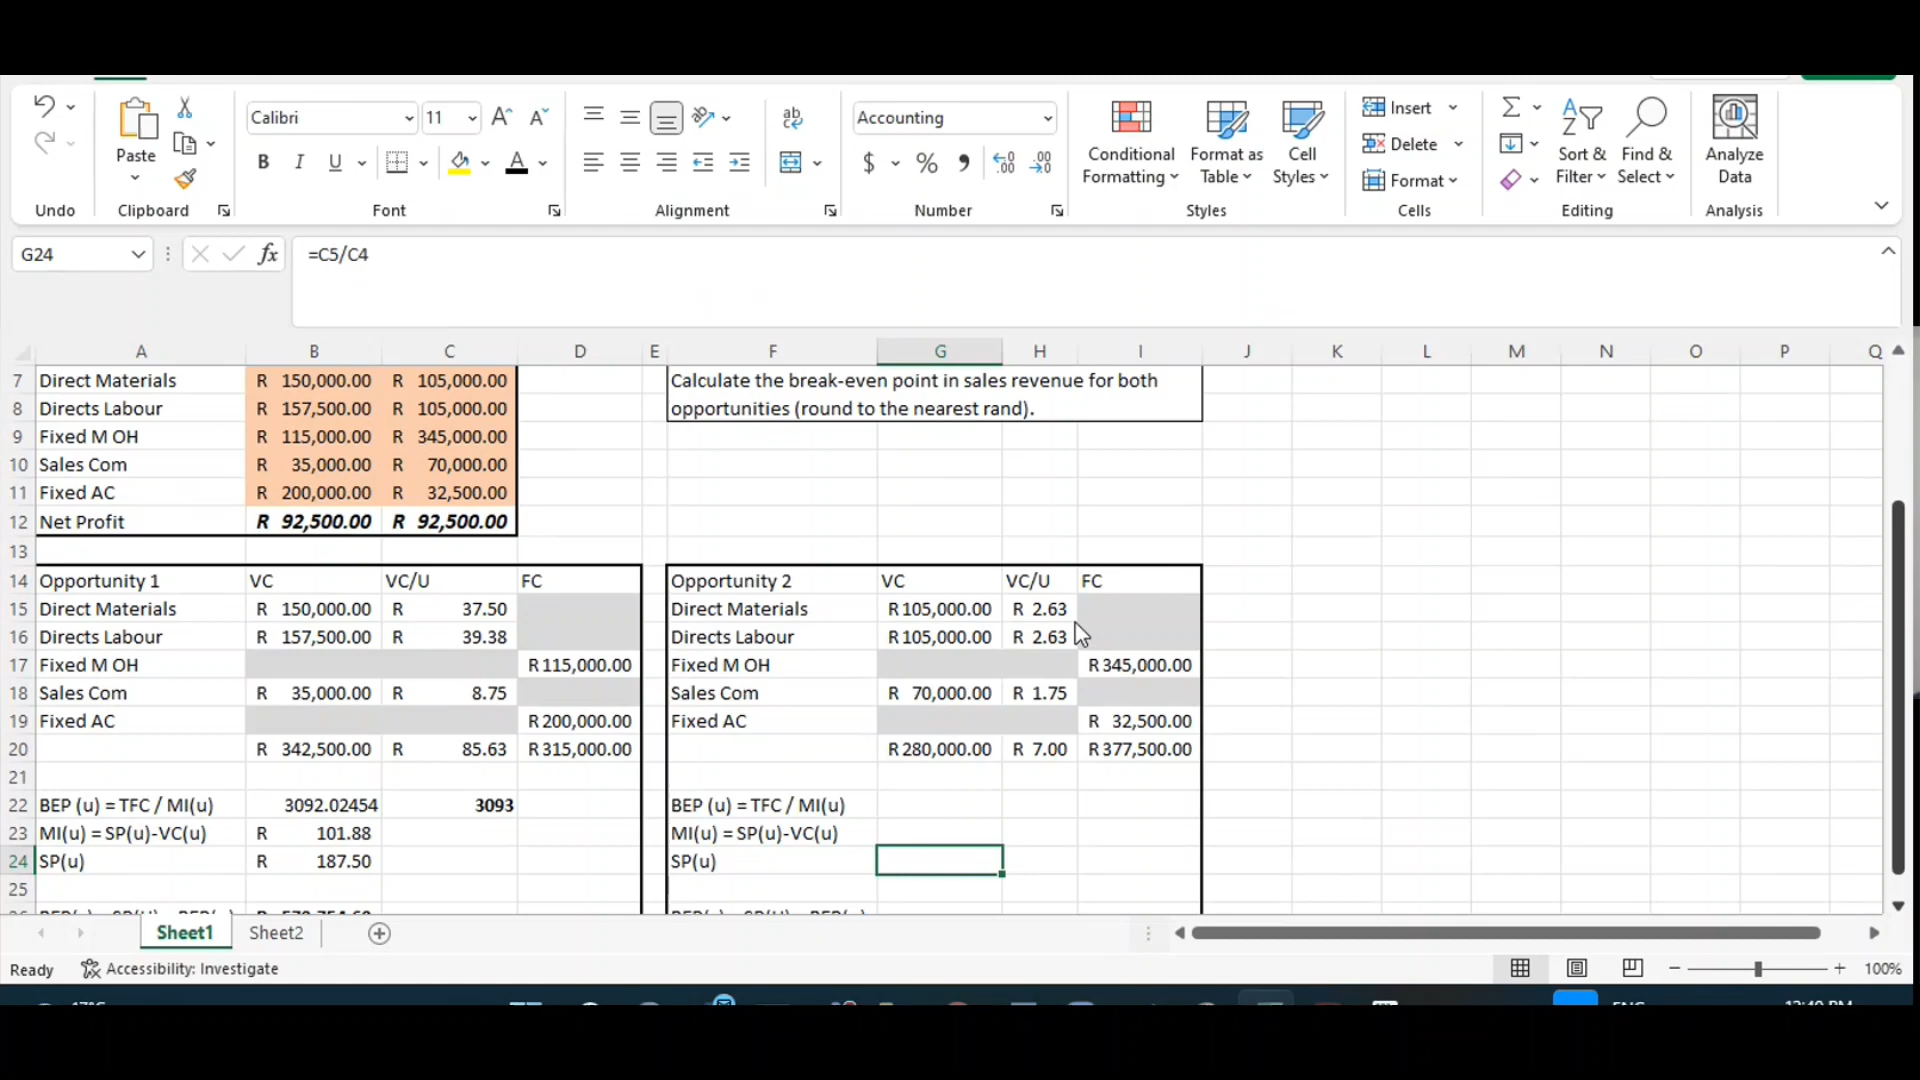 Calibri
11
Accounting
Insert
Delete
Format
Paste
Conditional Formatting
Format as Table
Cell Styles
Sort & Filter
Find & Select
Analyze Data
Undo
Clipboard
Font
Alignment
Number
Styles
Cells
Editing
Analysis
G24 fx =C5/C4
A B C D E F G H I J K L M N O P Q
7 Direct Materials R 150,000.00 R 105,000.00 Calculate the break-even point in sales revenue for both
8 Directs Labour R 157,500.00 R 105,000.00 opportunities (round to the nearest rand).
9 Fixed M OH R 115,000.00 R 345,000.00
10 Sales Com R 35,000.00 R 70,000.00
11 Fixed AC R 200,000.00 R 32,500.00
12 Net Profit R 92,500.00 R 92,500.00
13
14 Opportunity 1 VC VC/U FC Opportunity 2 VC VC/U FC
15 Direct Materials R 150,000.00 R 37.50 Direct Materials R 105,000.00 R 2.63
16 Directs Labour R 157,500.00 R 39.38 Directs Labour R 105,000.00 R 2.63
17 Fixed M OH R 115,000.00 Fixed M OH R 345,000.00
18 Sales Com R 35,000.00 R 8.75 Sales Com R 70,000.00 R 1.75
19 Fixed AC R 200,000.00 Fixed AC R 32,500.00
20 R 342,500.00 R 85.63 R 315,000.00 R 280,000.00 R 7.00 R 377,500.00
21
22 BEP (u) = TFC / MI(u) 3092.02454 3093 BEP (u) = TFC / MI(u)
23 MI(u) = SP(u)-VC(u) R 101.88 MI(u) = SP(u)-VC(u)
24 SP(u) R 187.50 SP(u)
25
Sheet1 Sheet2
Ready Accessibility: Investigate 100%